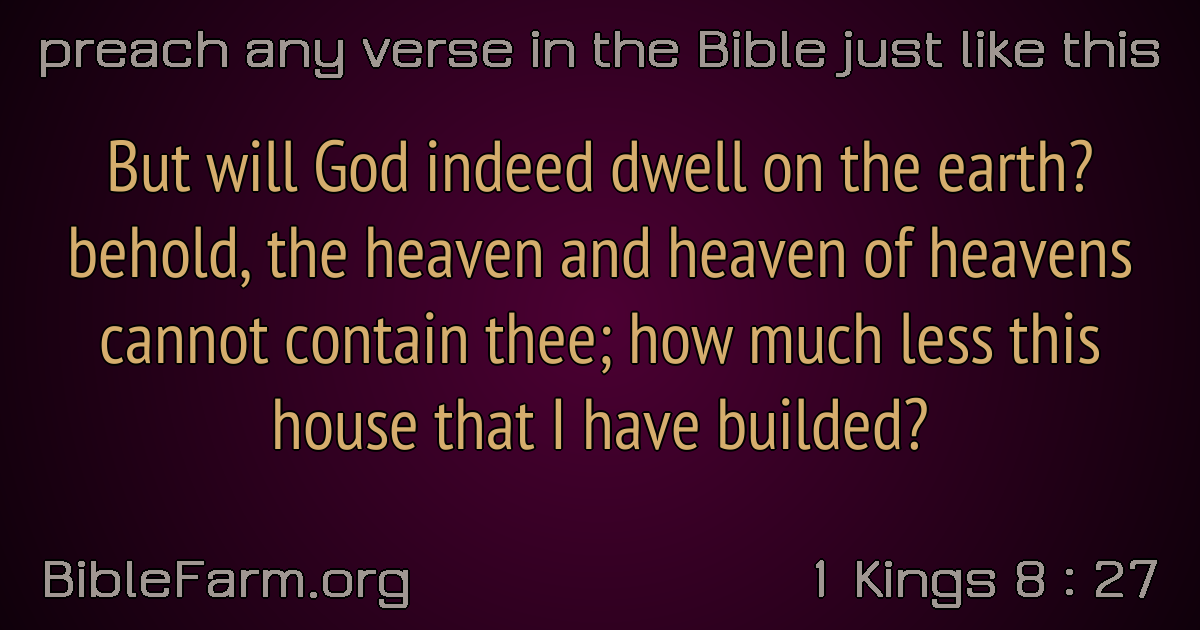 preach any verse in the Bible just like this
But will God indeed dwell on the earth?
behold, the heaven and heaven of heavens
cannot contain thee; how much less this
house that I have builded?
BibleFarm.org
1 Kings 8 : 27